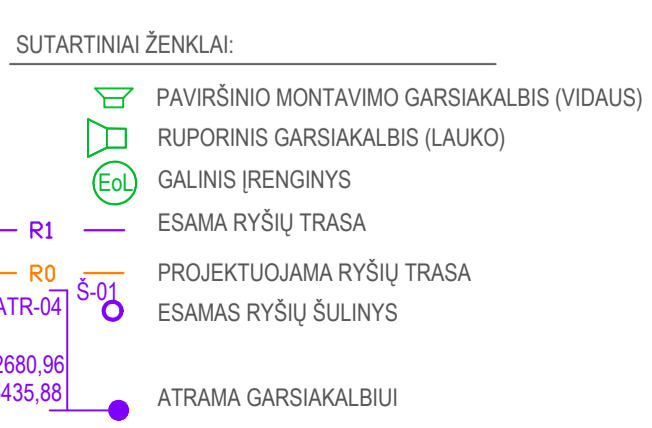 SUTARTINIAI ŽENKLAI:
PAVIRŠINIO MONTAVIMO GARSIAKALBIS (VIDAUS)
RUPORINIS GARSIAKALBIS (LAUKO)
EoL GALINIS ĮRENGINYS
R1 ESAMA RYŠIŲ TRASA
R0 PROJEKTUOJAMA RYŠIŲ TRASA
ATR-04 Š-01 ESAMAS RYŠIŲ ŠULINYS
2680,96
435,88 ATRAMA GARSIAKALBIUI